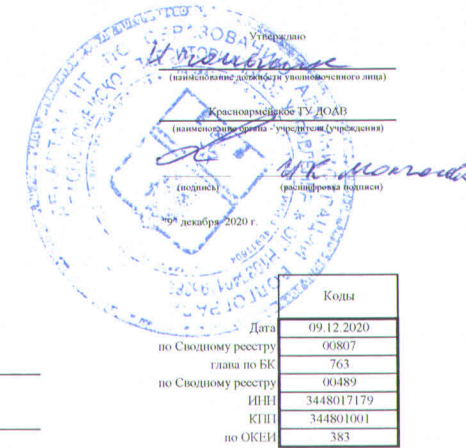 Утверждаю
(наименование должности уполномоченного лица)
Красноармейское ТУ ДОАВ
(наименование органа - учредителя (учреждения)
(подпись) (расшифровка подписи)
"9" декабря 2020 г.
Коды
Дата 09.12.2020
по Сводному реестру 00807
глава по БК 763
по Сводному реестру 00489
ИНН 3448017179
КПП 344801001
по ОКЕИ 383